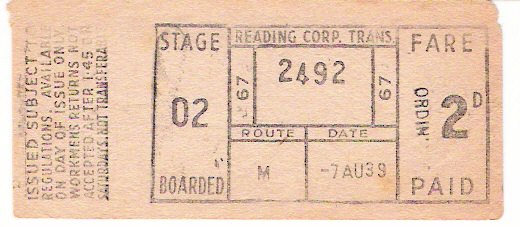 ISSUED SUBJECT TO
REGULATIONS. AVAILABLE
ON DAY OF ISSUE ONLY
WORKMENS RETURNS NOT
ACCEPTED AFTER 1.45
SATURDAYS. NOT TRANSFERA
STAGE
02
BOARDED
READING CORP. TRANS.
67
2492
67
ROUTE
DATE
M
-7AU39
FARE
ORDIN'
2D
PAID